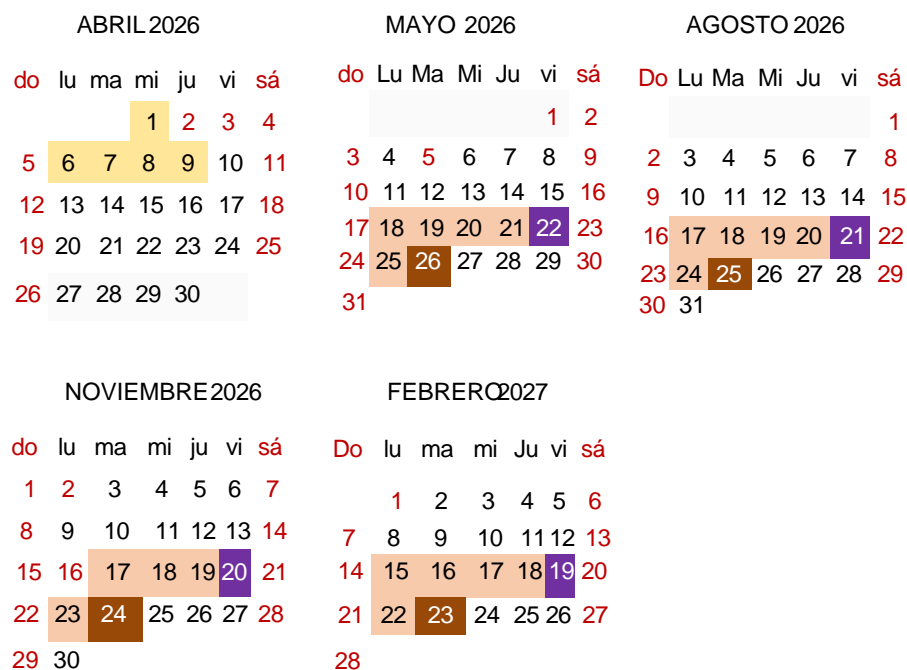 ABRIL 2026
do lu ma mi ju vi sá
1 2 3 4
5 6 7 8 9 10 11
12 13 14 15 16 17 18
19 20 21 22 23 24 25
26 27 28 29 30
MAYO 2026
do Lu Ma Mi Ju vi sá
1 2
3 4 5 6 7 8 9
10 11 12 13 14 15 16
17 18 19 20 21 22 23
24 25 26 27 28 29 30
31
AGOSTO 2026
Do Lu Ma Mi Ju vi sá
1
2 3 4 5 6 7 8
9 10 11 12 13 14 15
16 17 18 19 20 21 22
23 24 25 26 27 28 29
30 31
NOVIEMBRE 2026
do lu ma mi ju vi sá
1 2 3 4 5 6 7
8 9 10 11 12 13 14
15 16 17 18 19 20 21
22 23 24 25 26 27 28
29 30
FEBRERO 2027
Do lu ma mi Ju vi sá
1 2 3 4 5 6
7 8 9 10 11 12 13
14 15 16 17 18 19 20
21 22 23 24 25 26 27
28